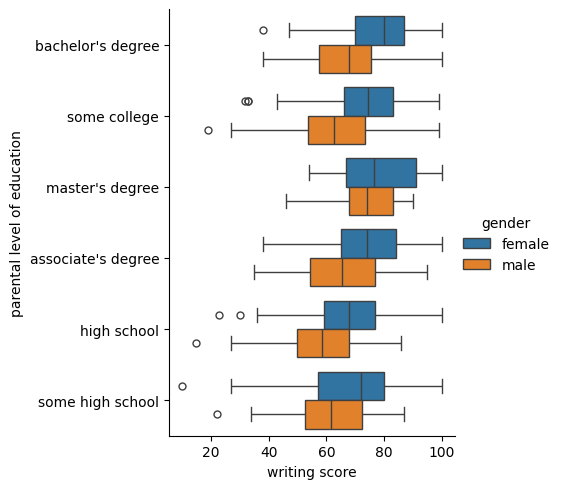 bachelor's degree
some college
master's degree
associate's degree
high school
some high school
parental level of education
20 40 60 80 100
writing score
gender
female
male